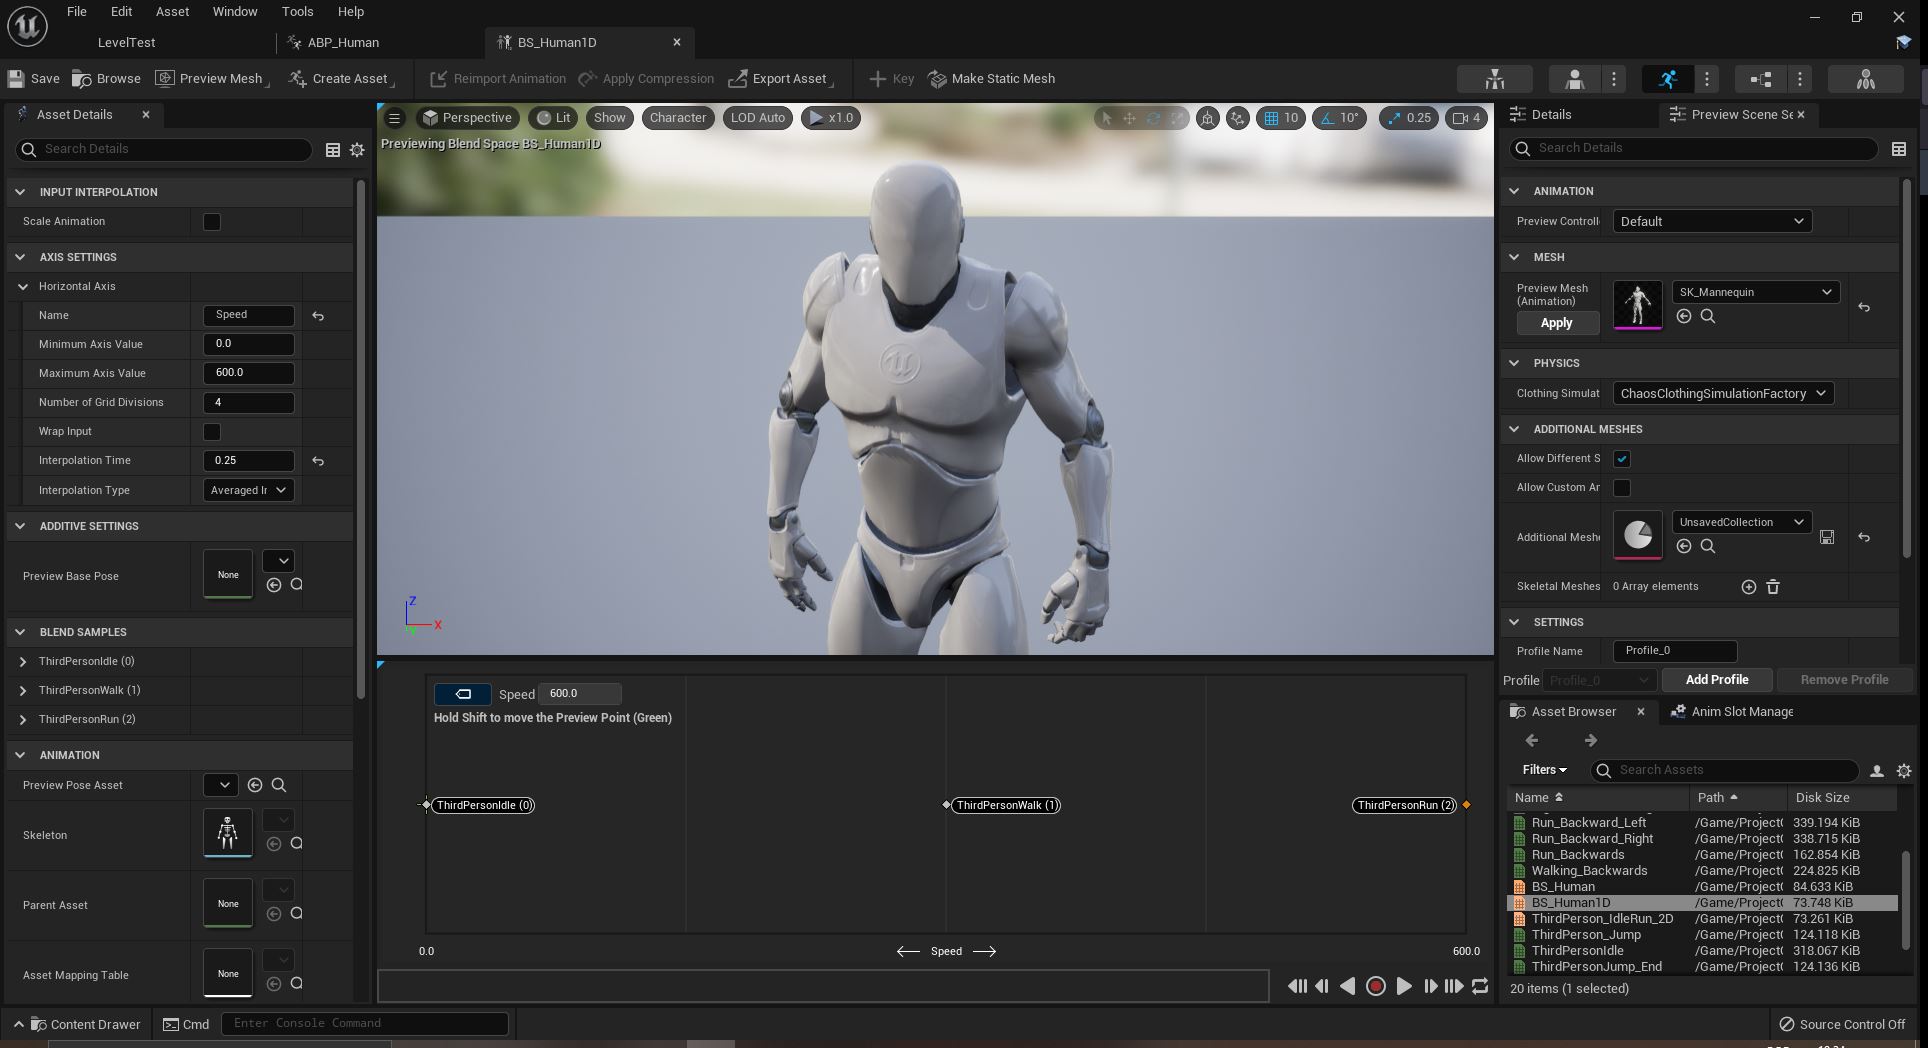 File Edit Asset Window Tools Help
LevelTest ABP_Human BS_Human1D
Save Browse Preview Mesh Create Asset Reimport Animation Apply Compression Export Asset Key Make Static Mesh
Asset Details
Search Details
INPUT INTERPOLATION
Scale Animation
AXIS SETTINGS
Horizontal Axis
Name Speed
Minimum Axis Value 0.0
Maximum Axis Value 600.0
Number of Grid Divisions 4
Wrap Input
Interpolation Time 0.25
Interpolation Type Averaged Ir
ADDITIVE SETTINGS
Preview Base Pose None
BLEND SAMPLES
ThirdPersonIdle (0)
ThirdPersonWalk (1)
ThirdPersonRun (2)
ANIMATION
Preview Pose Asset
Skeleton
Parent Asset None
Asset Mapping Table None
Perspective Lit Show Character LOD Auto x1.0 10 10° 0.25 4
Previewing Blend Space BS_Human1D
Z
X
Speed 600.0
Hold Shift to move the Preview Point (Green)
ThirdPersonIdle (0) ThirdPersonWalk (1) ThirdPersonRun (2)
0.0 Speed 600.0
Details Preview Scene Se
Search Details
ANIMATION
Preview Controll Default
MESH
Preview Mesh
(Animation)
SK_Mannequin
Apply
PHYSICS
Clothing Simulat ChaosClothingSimulationFactory
ADDITIONAL MESHES
Allow Different S
Allow Custom Ar
Additional Meshe UnsavedCollection
Skeletal Meshes 0 Array elements
SETTINGS
Profile Name Profile_0
Profile Profile_0 Add Profile Remove Profile
Asset Browser Anim Slot Manage
Filters Search Assets
Name Path Disk Size
Run_Backward_Left /Game/Project 339.194 KiB
Run_Backward_Right /Game/Project 338.715 KiB
Run_Backwards /Game/Project 162.854 KiB
Walking_Backwards /Game/Project 224.825 KiB
BS_Human /Game/Project 84.633 KiB
BS_Human1D /Game/Project 73.748 KiB
ThirdPerson_IdleRun_2D /Game/Project 73.261 KiB
ThirdPerson_Jump /Game/Project 124.118 KiB
ThirdPersonIdle /Game/Project 318.067 KiB
ThirdPersonJump_End /Game/Project 124.136 KiB
20 items (1 selected)
Content Drawer Cmd Enter Console Command Source Control Off